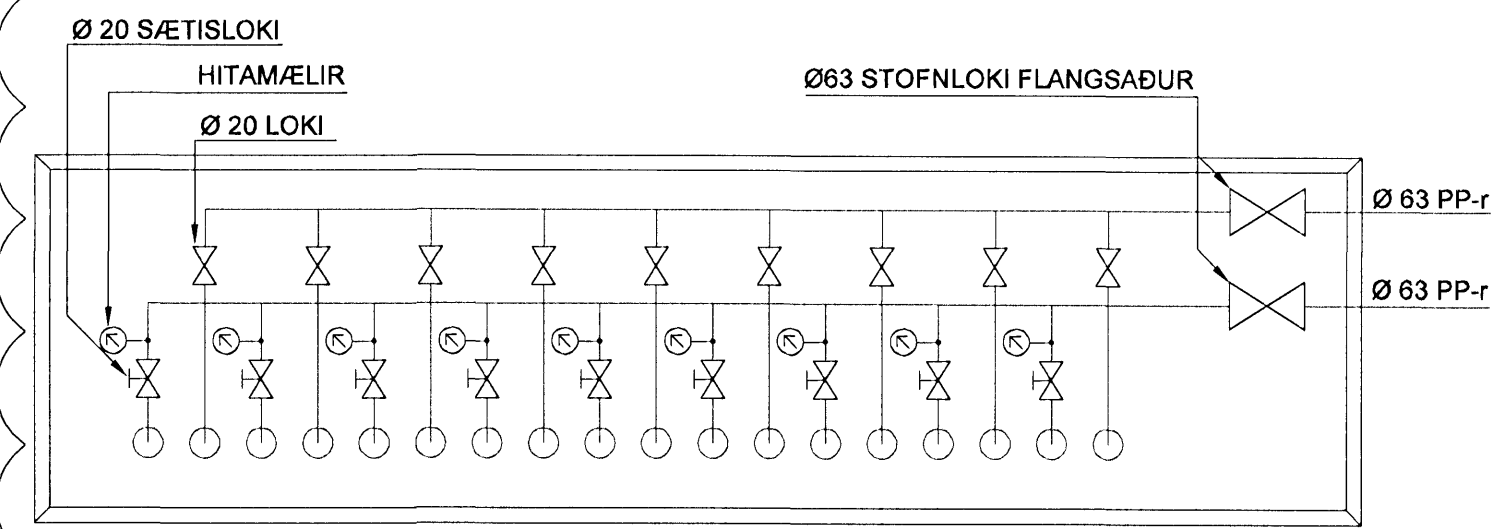 Ø 20 SÆTISLOKI
HITAMÆLIR
Ø63 STOFNLOKI FLANGSAÐUR
Ø 20 LOKI
Ø 63 PP-r
Ø 63 PP-r